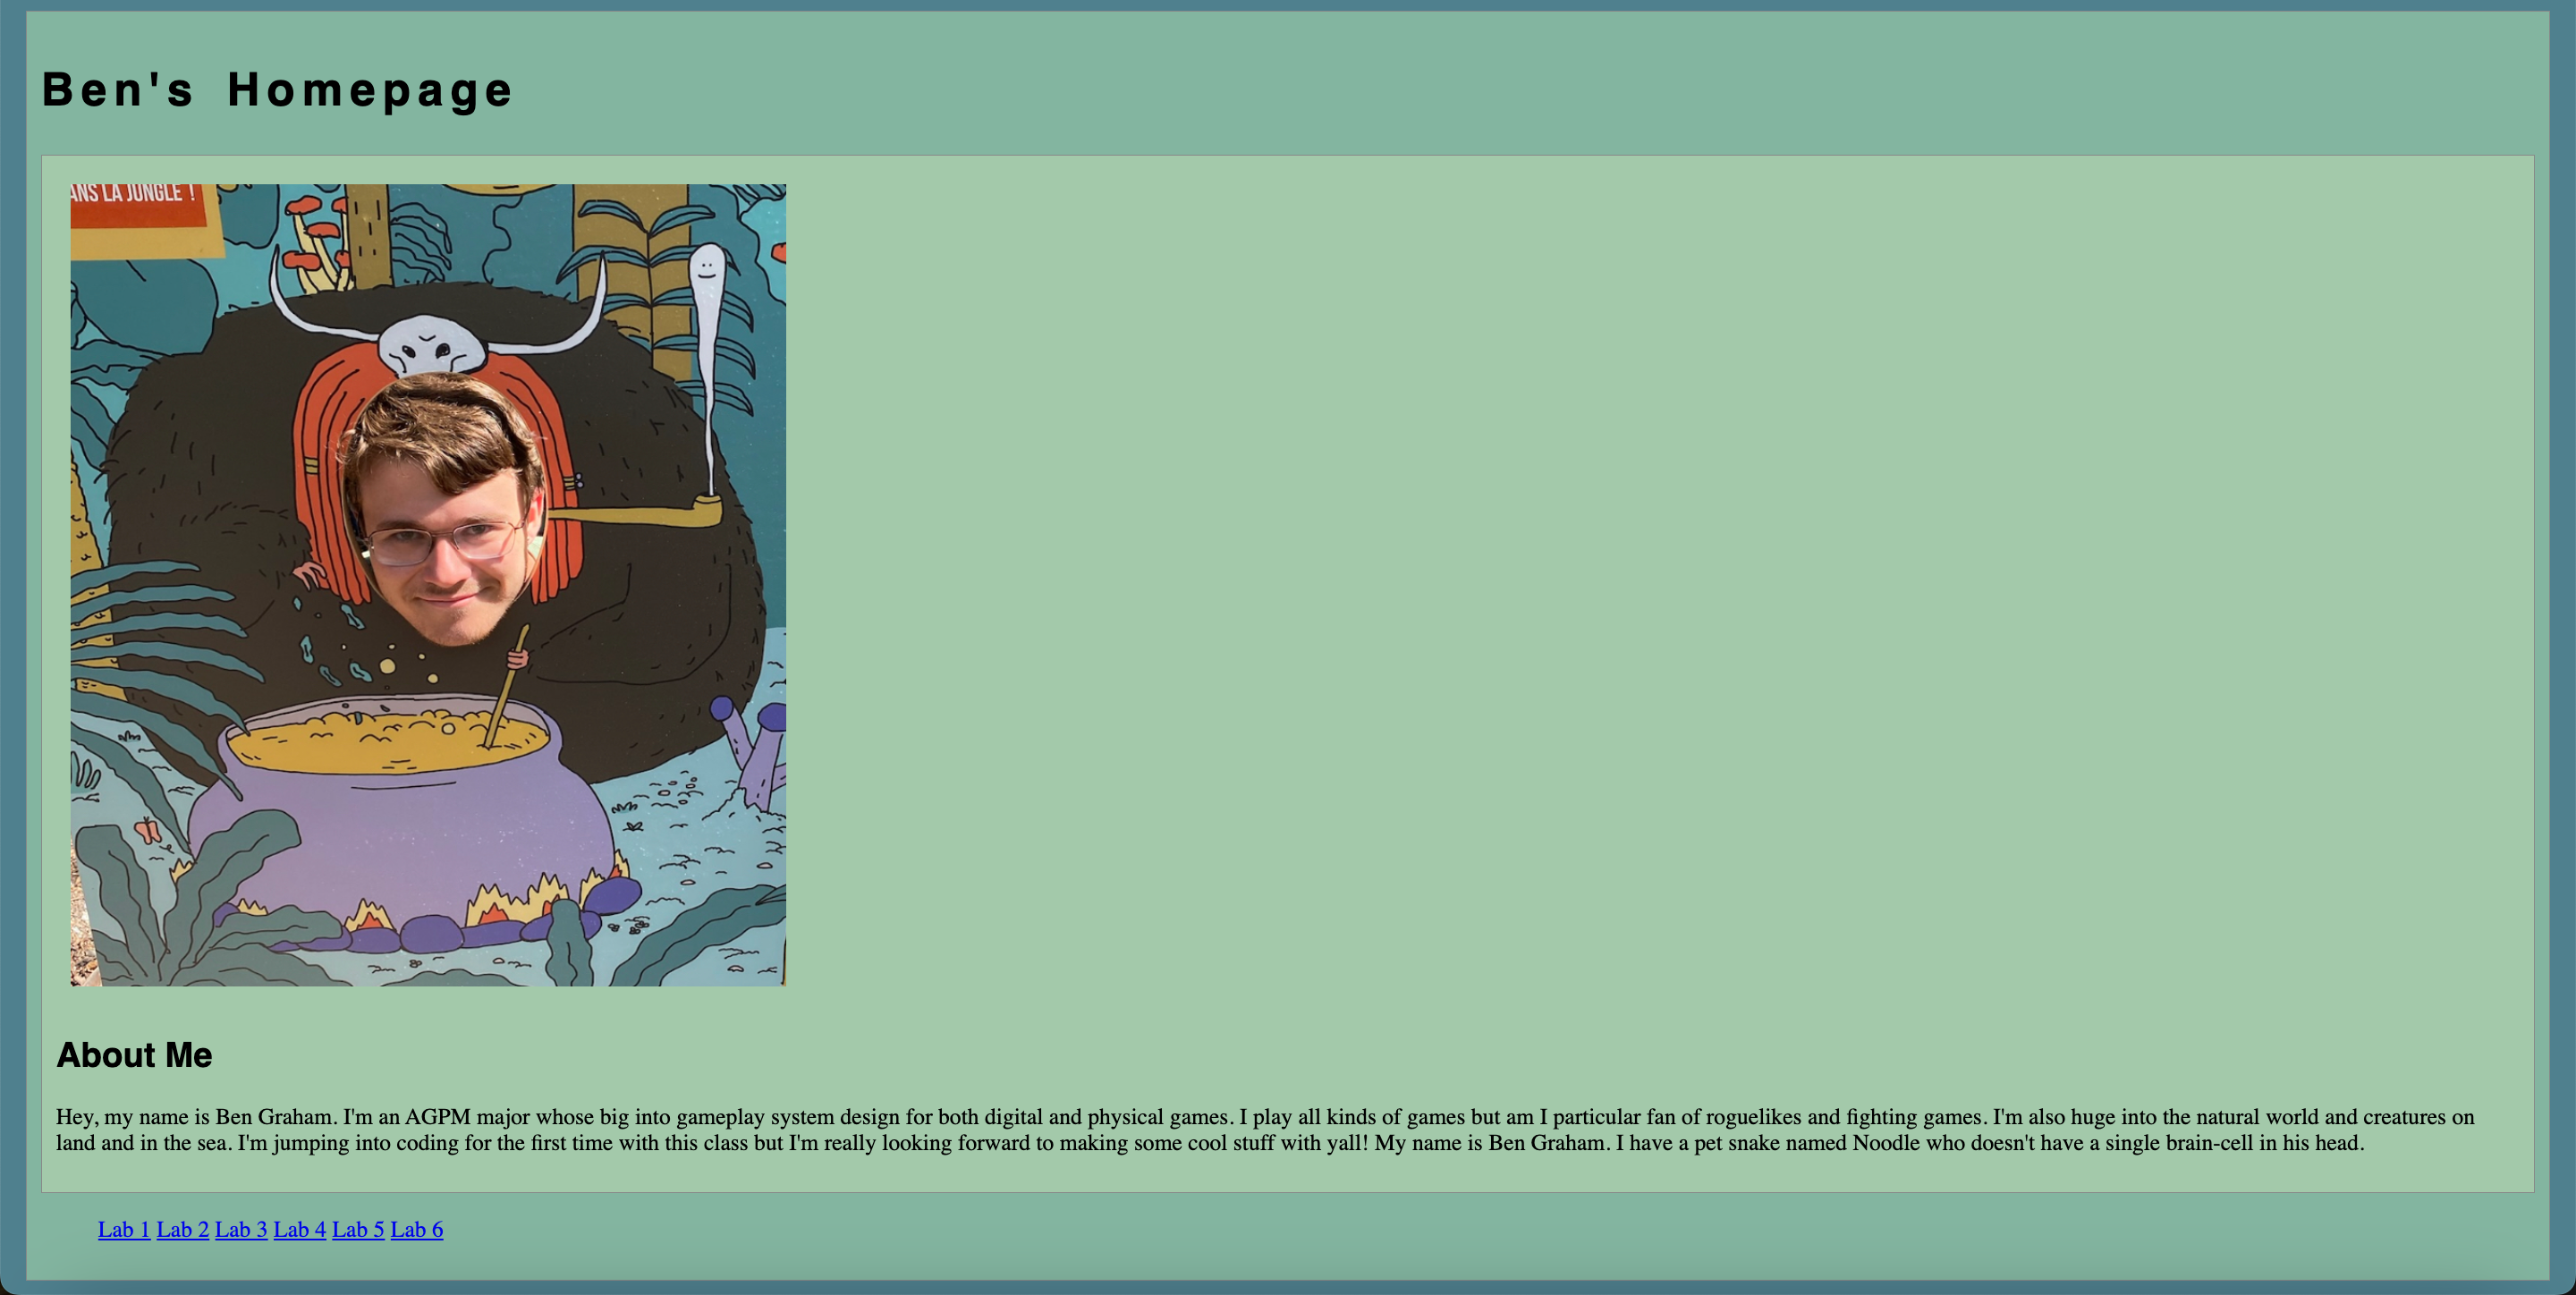 Ben's Homepage
ANS LA JUNGLE !
About Me
Hey, my name is Ben Graham. I'm an AGPM major whose big into gameplay system design for both digital and physical games. I play all kinds of games but am I particular fan of roguelikes and fighting games. I'm also huge into the natural world and creatures on
land and in the sea. I'm jumping into coding for the first time with this class but I'm really looking forward to making some cool stuff with yall! My name is Ben Graham. I have a pet snake named Noodle who doesn't have a single brain-cell in his head.
Lab 1 Lab 2 Lab 3 Lab 4 Lab 5 Lab 6